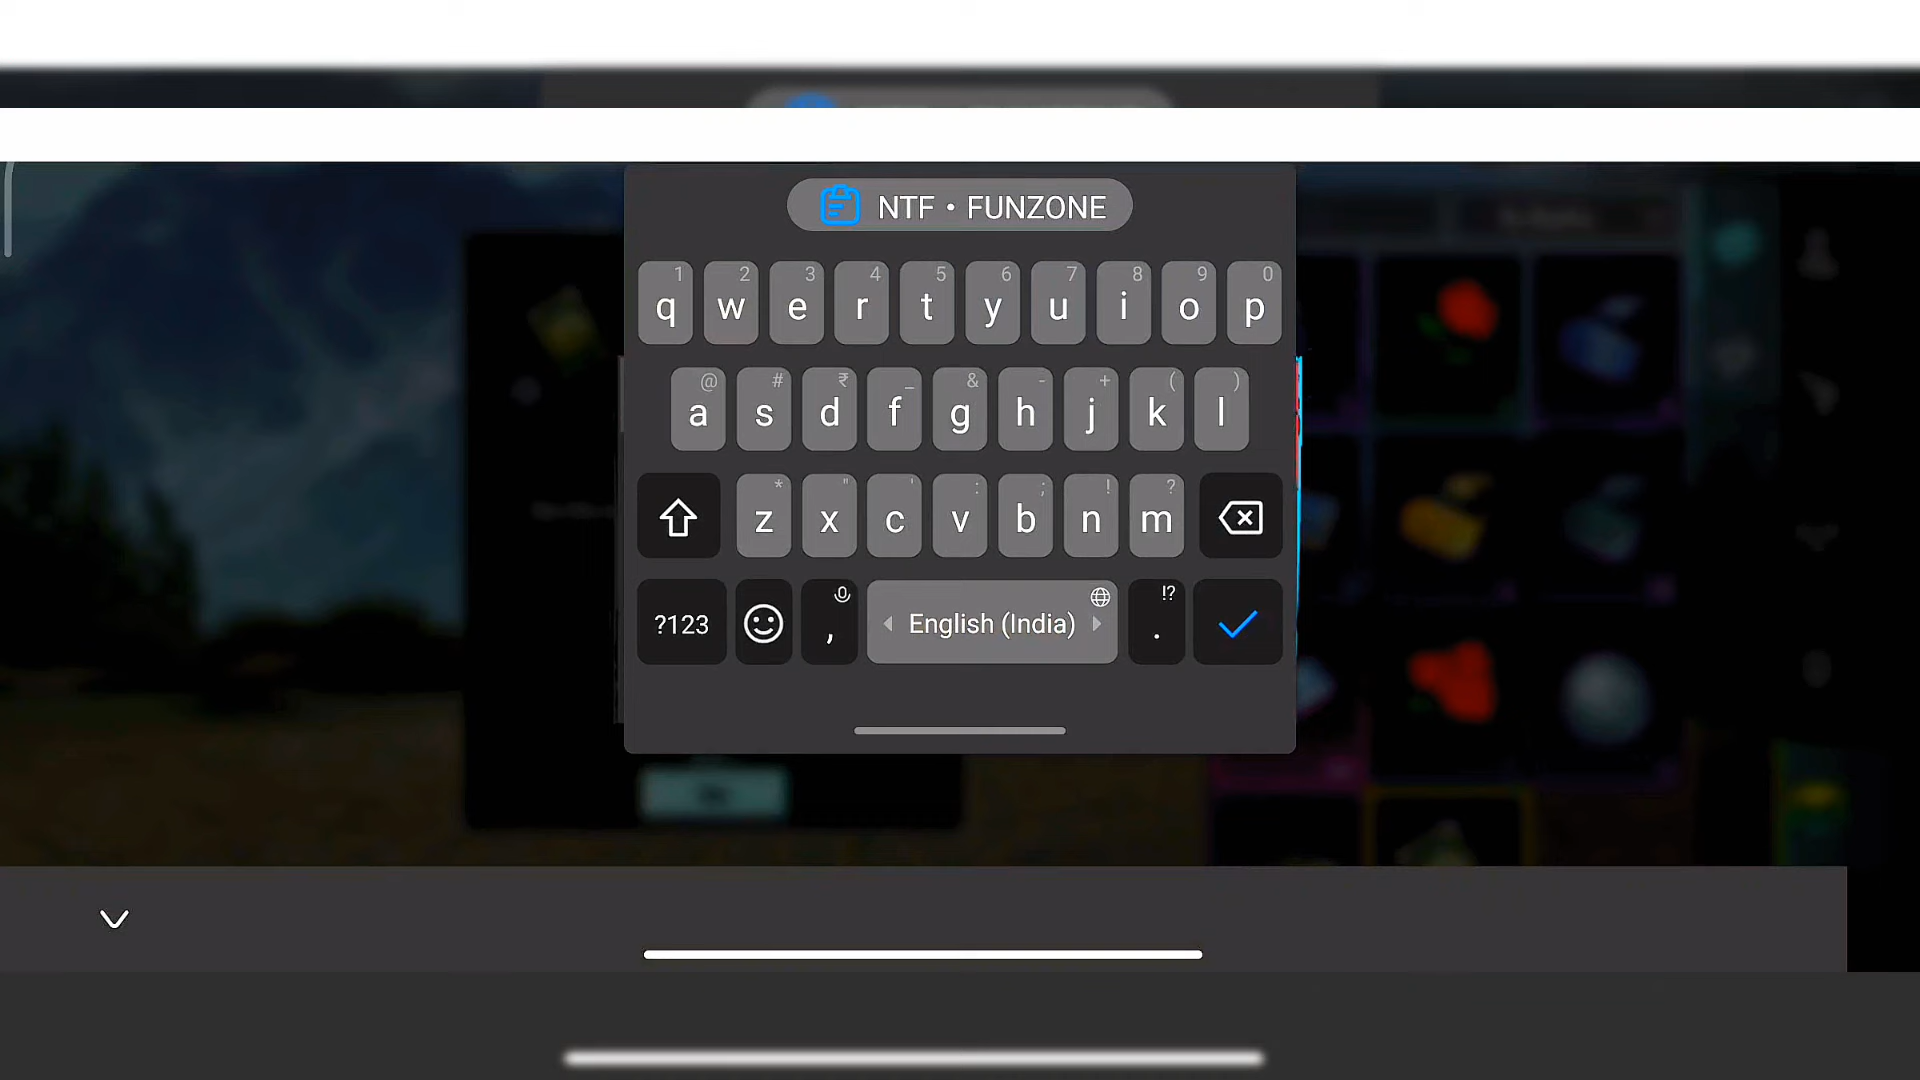 NTF • FUNZONE
1 2 3 4 5 6 7 8 9 0
q w e r t y u i o p
@ # ₹ _ & - + ( )
a s d f g h j k l
* " ' : ; ! ?
z x c v b n m
!?
?123 , English (India) .